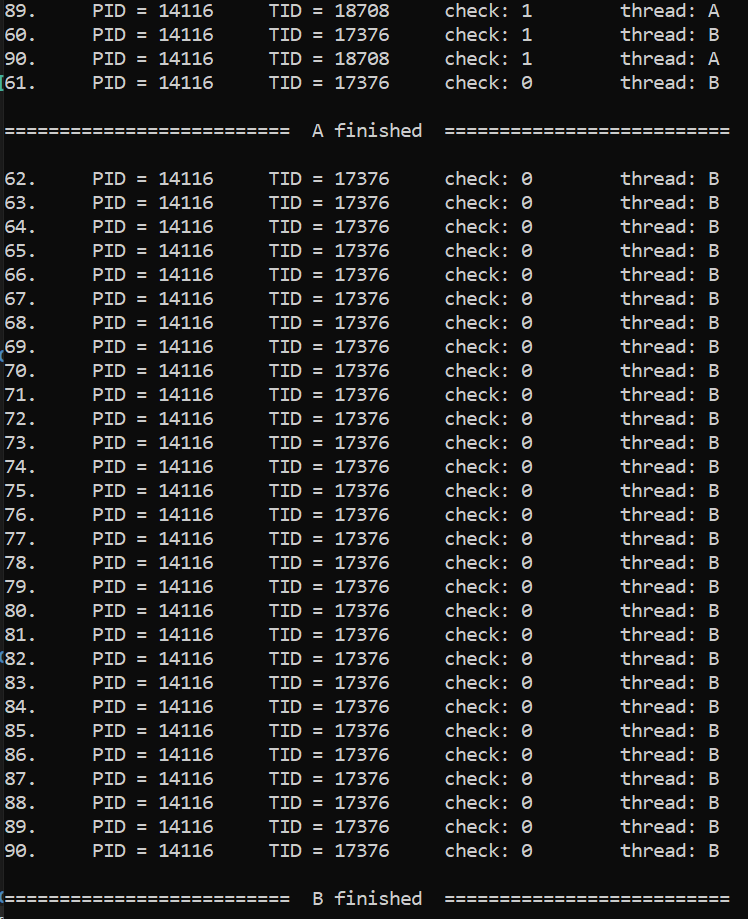 89.     PID = 14116     TID = 18708     check: 1        thread: A
60.     PID = 14116     TID = 17376     check: 1        thread: B
90.     PID = 14116     TID = 18708     check: 1        thread: A
61.     PID = 14116     TID = 17376     check: 0        thread: B
==========================  A finished  ==========================
62.     PID = 14116     TID = 17376     check: 0        thread: B
63.     PID = 14116     TID = 17376     check: 0        thread: B
64.     PID = 14116     TID = 17376     check: 0        thread: B
65.     PID = 14116     TID = 17376     check: 0        thread: B
66.     PID = 14116     TID = 17376     check: 0        thread: B
67.     PID = 14116     TID = 17376     check: 0        thread: B
68.     PID = 14116     TID = 17376     check: 0        thread: B
69.     PID = 14116     TID = 17376     check: 0        thread: B
70.     PID = 14116     TID = 17376     check: 0        thread: B
71.     PID = 14116     TID = 17376     check: 0        thread: B
72.     PID = 14116     TID = 17376     check: 0        thread: B
73.     PID = 14116     TID = 17376     check: 0        thread: B
74.     PID = 14116     TID = 17376     check: 0        thread: B
75.     PID = 14116     TID = 17376     check: 0        thread: B
76.     PID = 14116     TID = 17376     check: 0        thread: B
77.     PID = 14116     TID = 17376     check: 0        thread: B
78.     PID = 14116     TID = 17376     check: 0        thread: B
79.     PID = 14116     TID = 17376     check: 0        thread: B
80.     PID = 14116     TID = 17376     check: 0        thread: B
81.     PID = 14116     TID = 17376     check: 0        thread: B
82.     PID = 14116     TID = 17376     check: 0        thread: B
83.     PID = 14116     TID = 17376     check: 0        thread: B
84.     PID = 14116     TID = 17376     check: 0        thread: B
85.     PID = 14116     TID = 17376     check: 0        thread: B
86.     PID = 14116     TID = 17376     check: 0        thread: B
87.     PID = 14116     TID = 17376     check: 0        thread: B
88.     PID = 14116     TID = 17376     check: 0        thread: B
89.     PID = 14116     TID = 17376     check: 0        thread: B
90.     PID = 14116     TID = 17376     check: 0        thread: B
==========================  B finished  ==========================